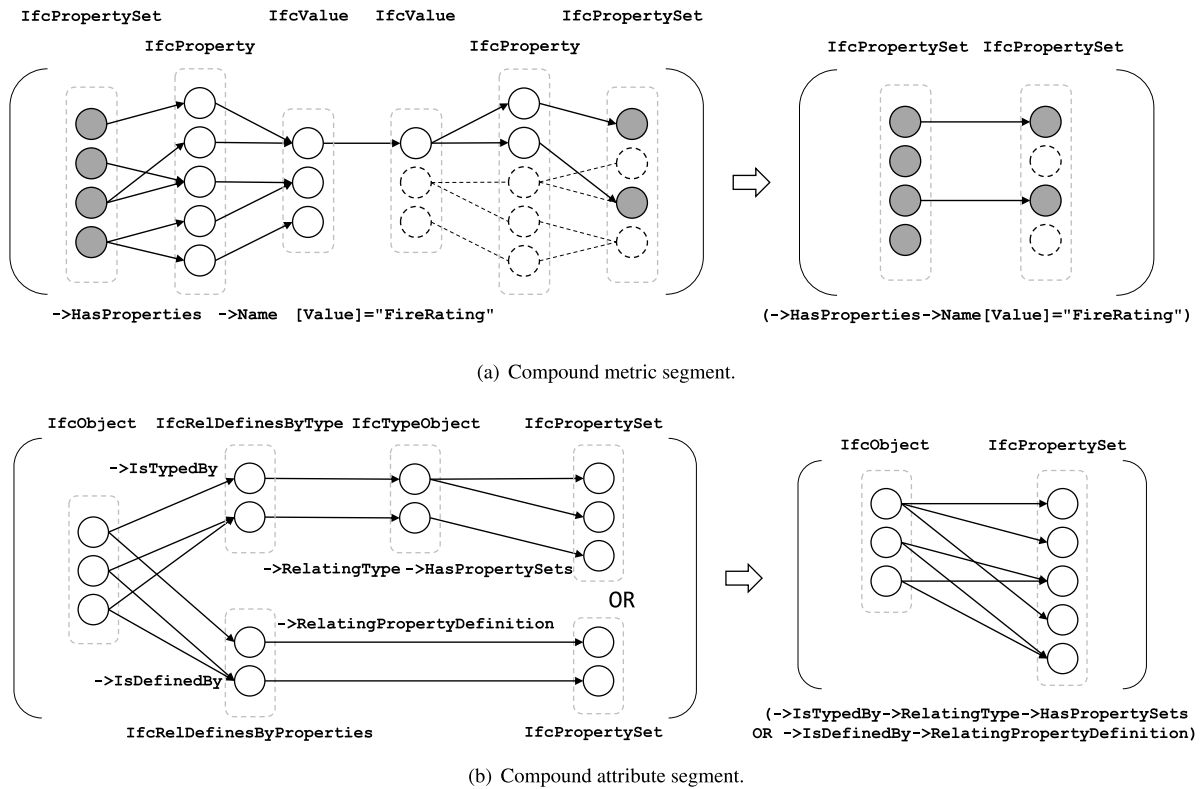 IfcPropertySet IfcValue IfcValue IfcPropertySet
IfcProperty IfcProperty
IfcPropertySet IfcPropertySet
->HasProperties ->Name [Value]="FireRating"
(->HasProperties->Name[Value]="FireRating")
(a) Compound metric segment.
IfcObject IfcRelDefinesByType IfcTypeObject IfcPropertySet
IfcObject IfcPropertySet
->IsTypedBy
->RelatingType ->HasPropertySets
OR
->RelatingPropertyDefinition
->IsDefinedBy
IfcRelDefinesByProperties IfcPropertySet
(->IsTypedBy->RelatingType->HasPropertySets
OR ->IsDefinedBy->RelatingPropertyDefinition)
(b) Compound attribute segment.